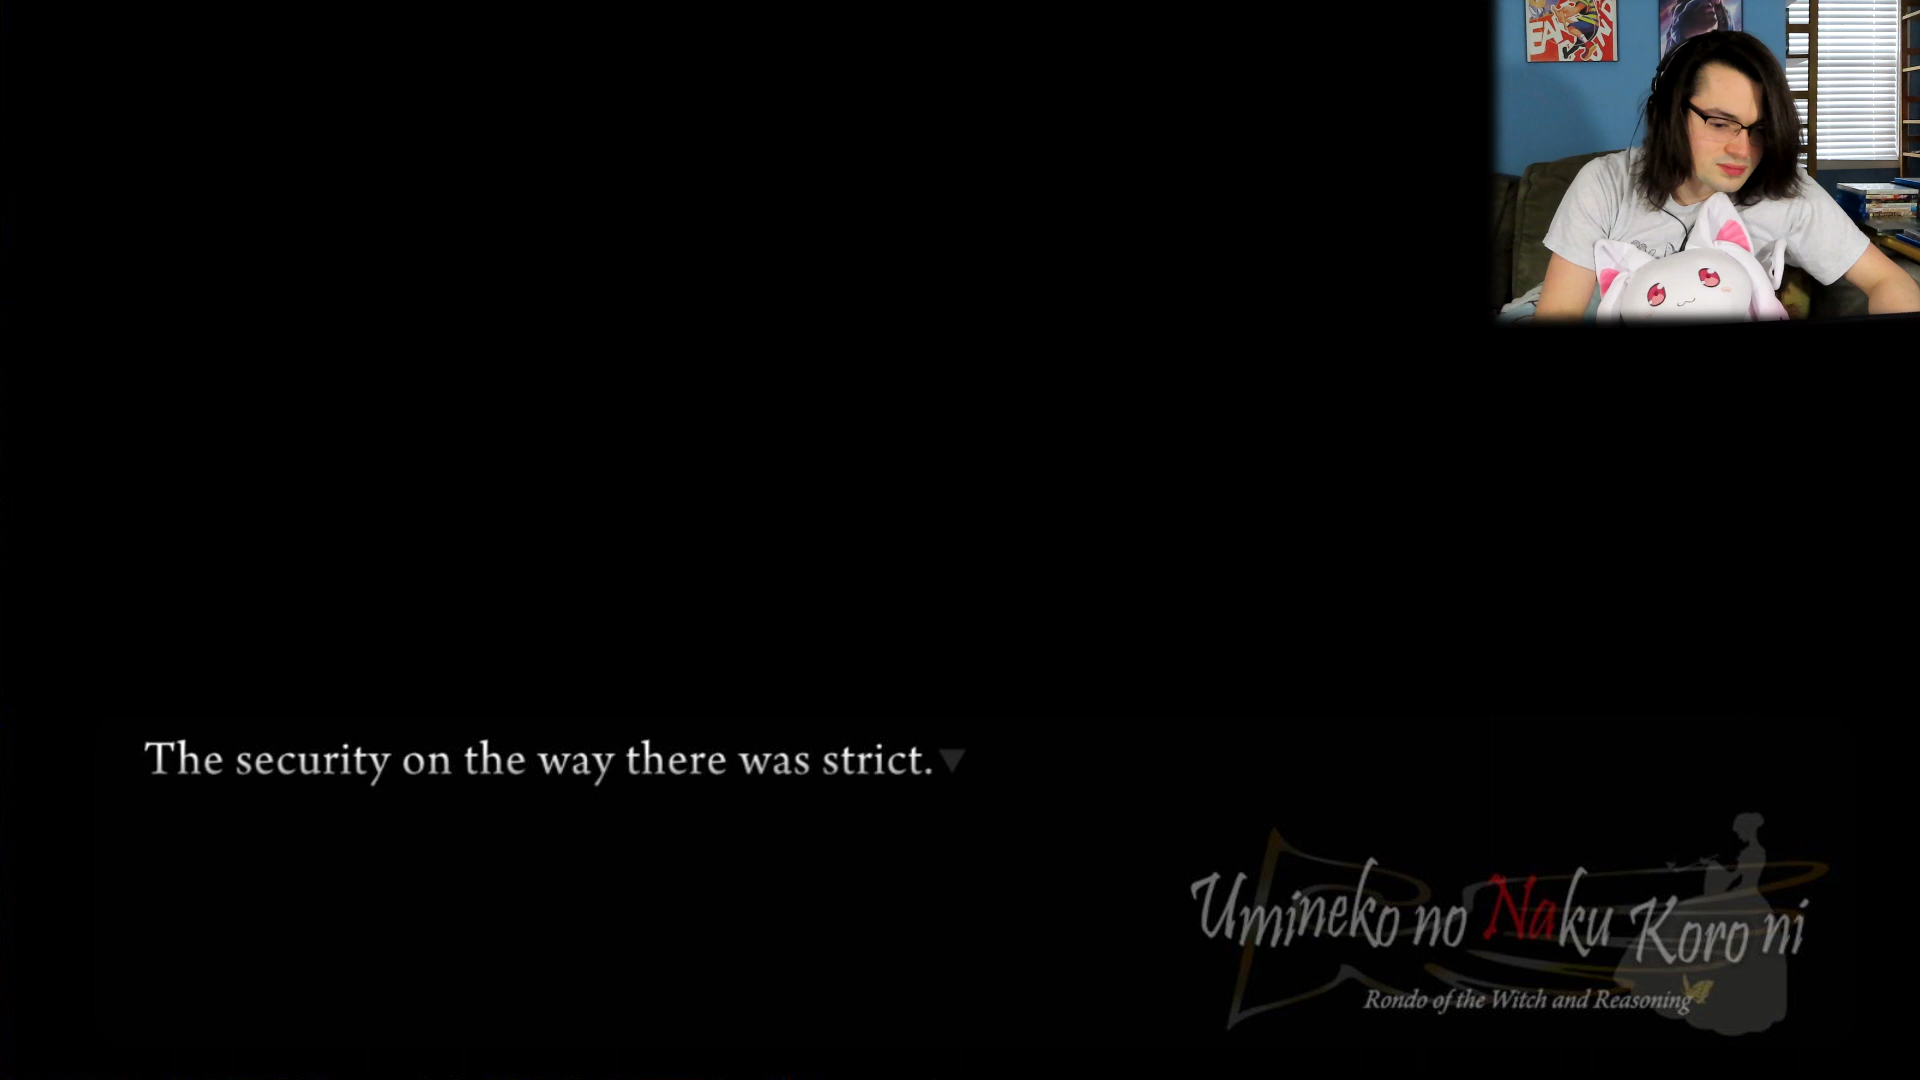 The security on the way there was strict.
Umineko no Naku Koro ni
Rondo of the Witch and Reasoning